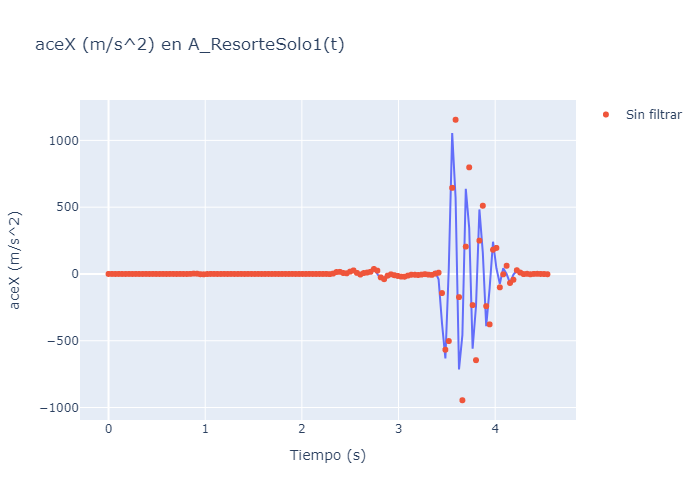 aceX (m/s^2) en A_ResorteSolo1(t)
Sin filtrar
1000
500
0
−500
−1000
aceX (m/s^2)
0 1 2 3 4
Tiempo (s)